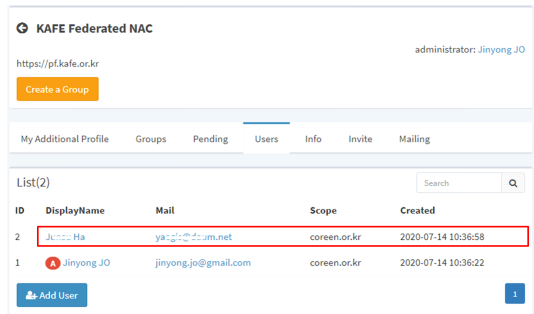 KAFE Federated NAC
administrator: Jinyong JO
https://pf.kafe.or.kr
Create a Group
My Additional Profile Groups Pending Users Info Invite Mailing
List(2)
Search
ID DisplayName Mail Scope Created
2 Ha coreen.or.kr 2020-07-14 10:36:58
1 A Jinyong JO jinyong.jo@gmail.com coreen.or.kr 2020-07-14 10:36:22
Add User
1